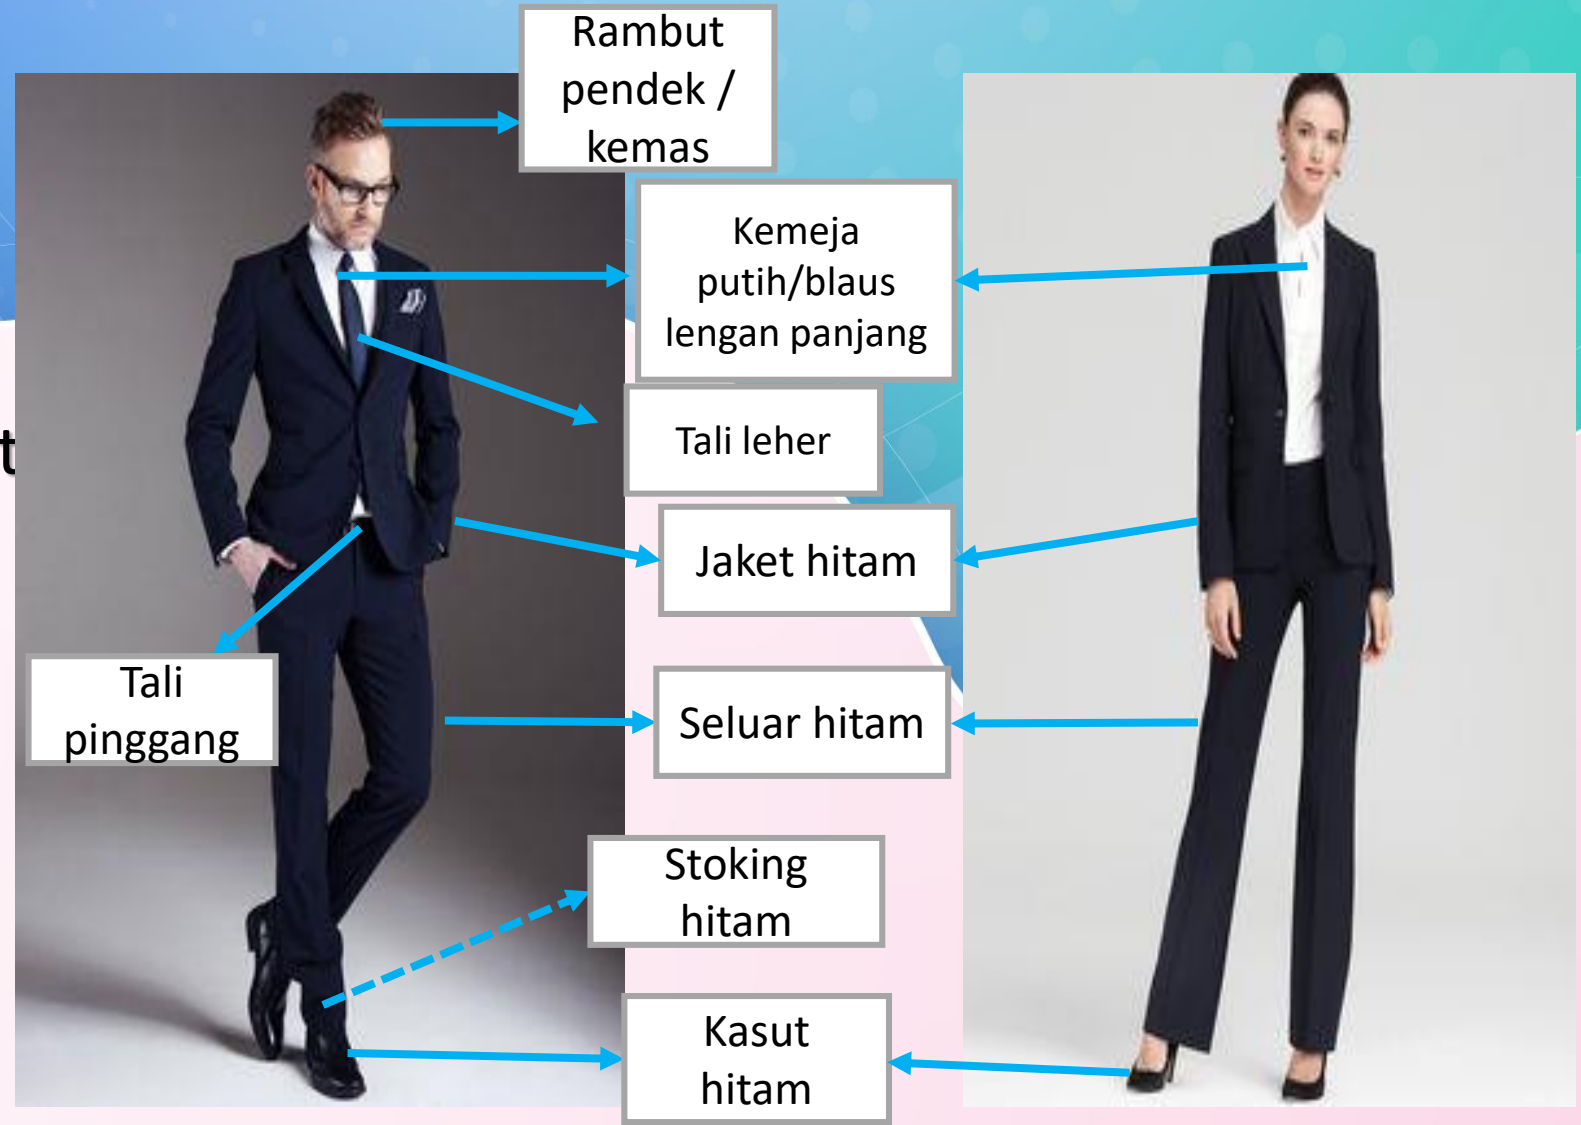 Rambut
pendek /
kemas
Kemeja
putih/blaus
lengan panjang
t
Tali leher
Jaket hitam
Tali
pinggang
Seluar hitam
Stoking
hitam
Kasut
hitam